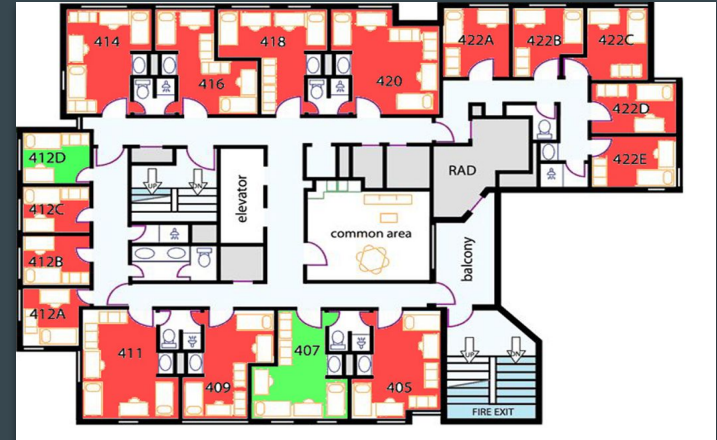 414
416
418
420
422A
422B
422C
422D
422E
412D
412C
412B
412A
UP
DN
elevator
RAD
common area
balcony
411
409
407
405
UP
DN
FIRE EXIT